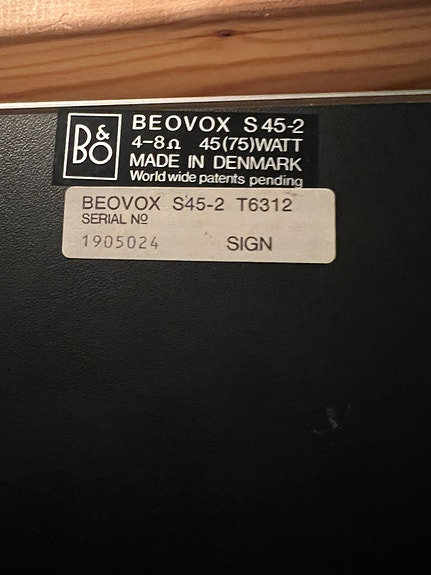 B&O
BEOVOX S45-2
4-8Ω 45(75)WATT
MADE IN DENMARK
World wide patents pending
BEOVOX S45-2 T6312
SERIAL Nº
1905024 SIGN